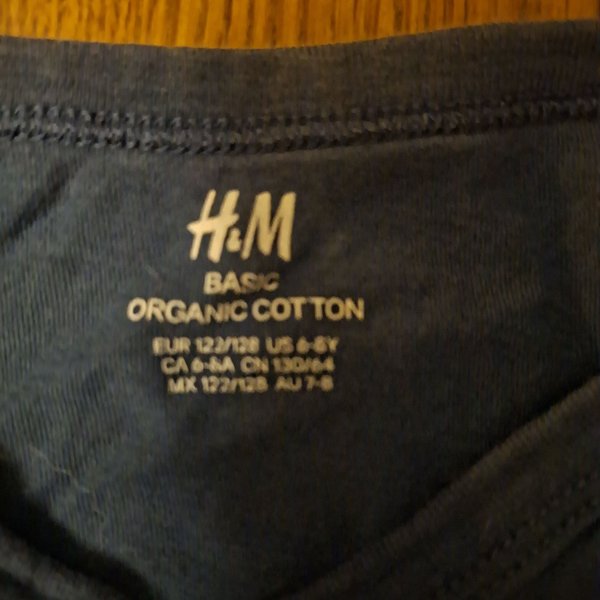 H&M
BASIC
ORGANIC COTTON
EUR 122/128 US 6-8Y
CA 6-8A CN 130/64
MX 122/128 AU 7-8